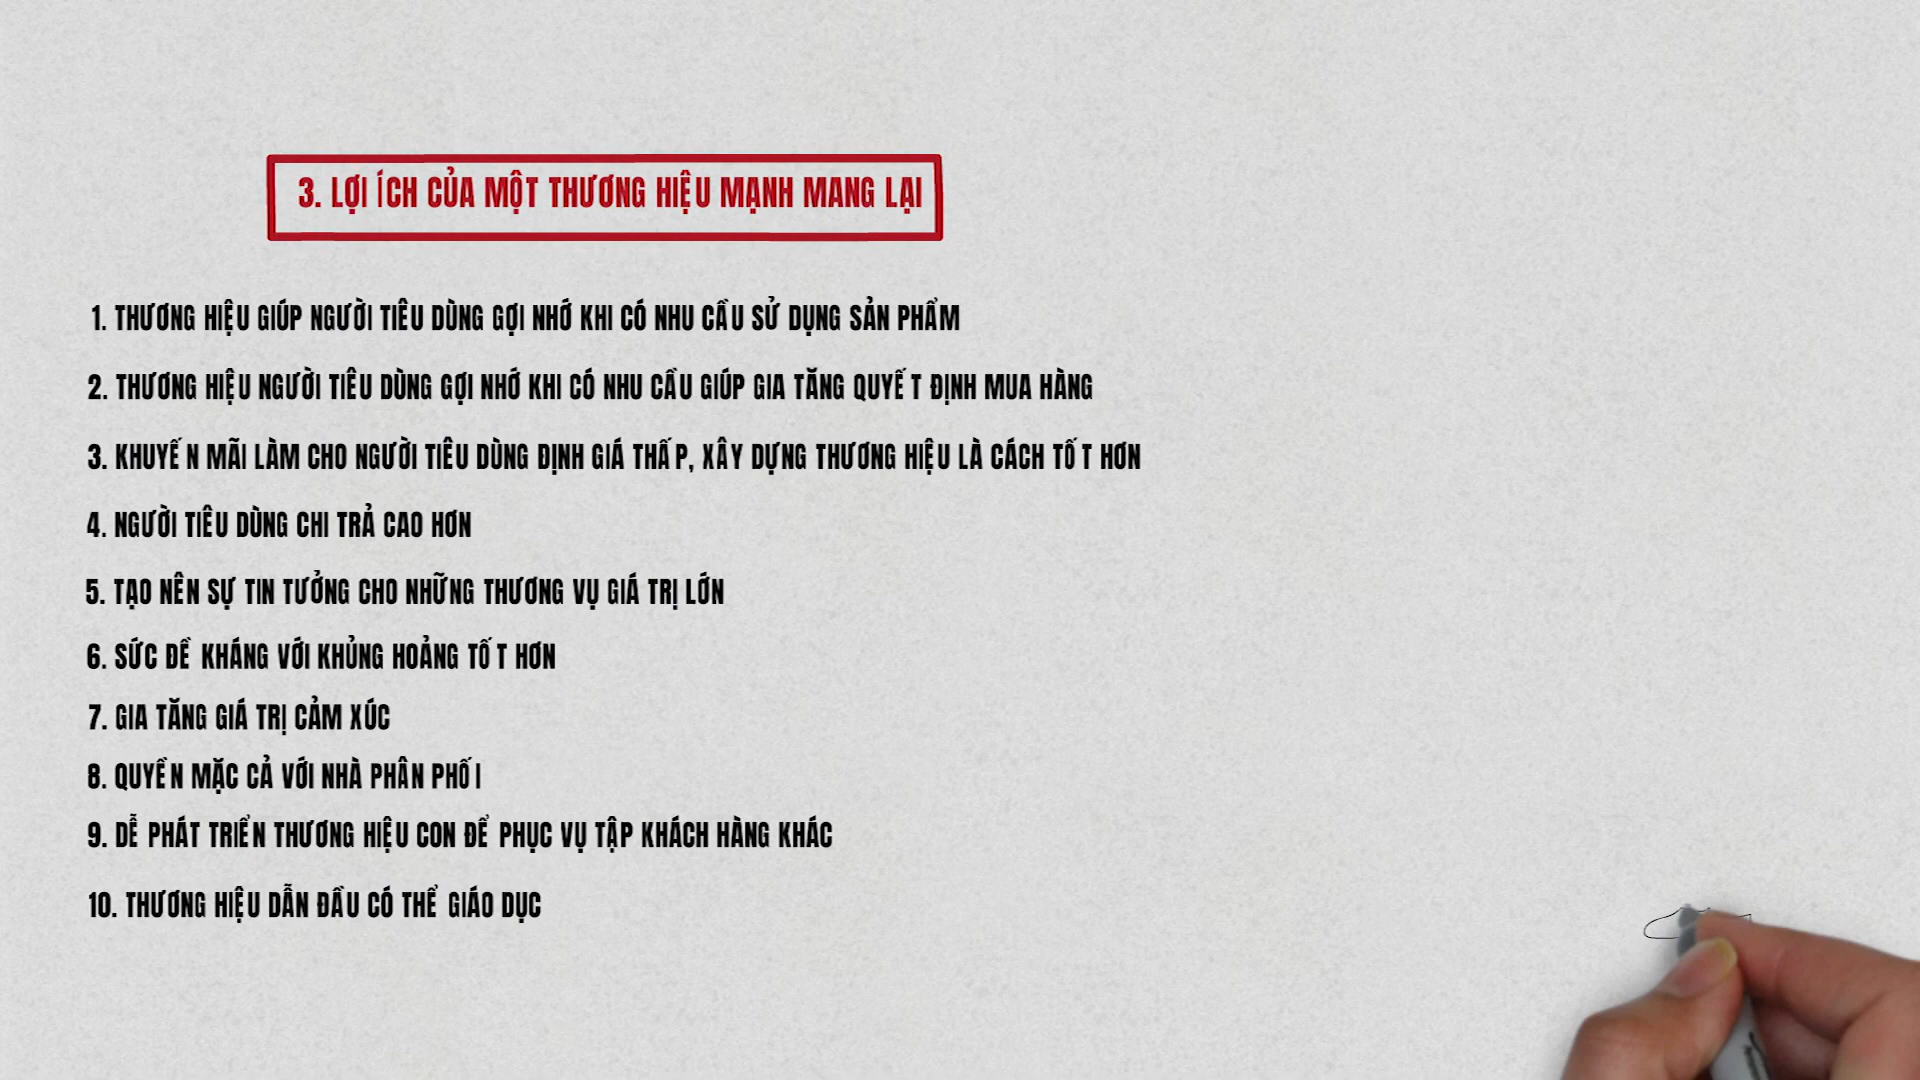 3. LỢI ÍCH CỦA MỘT THƯƠNG HIỆU MẠNH MANG LẠI
1. THƯƠNG HIỆU GIÚP NGƯỜI TIÊU DÙNG GỢI NHỚ KHI CÓ NHU CẦU SỬ DỤNG SẢN PHẨM
2. THƯƠNG HIỆU NGƯỜI TIÊU DÙNG GỢI NHỚ KHI CÓ NHU CẦU GIÚP GIA TĂNG QUYẾT ĐỊNH MUA HÀNG
3. KHUYẾN MÃI LÀM CHO NGƯỜI TIÊU DÙNG ĐỊNH GIÁ THẤP, XÂY DỰNG THƯƠNG HIỆU LÀ CÁCH TỐT HƠN
4. NGƯỜI TIÊU DÙNG CHI TRẢ CAO HƠN
5. TẠO NÊN SỰ TIN TƯỞNG CHO NHỮNG THƯƠNG VỤ GIÁ TRỊ LỚN
6. SỨC ĐỀ KHÁNG VỚI KHỦNG HOẢNG TỐT HƠN
7. GIA TĂNG GIÁ TRỊ CẢM XÚC
8. QUYỀN MẶC CẢ VỚI NHÀ PHÂN PHỐI
9. DỄ PHÁT TRIỂN THƯƠNG HIỆU CON ĐỂ PHỤC VỤ TẬP KHÁCH HÀNG KHÁC
10. THƯƠNG HIỆU DẪN ĐẦU CÓ THỂ GIÁO DỤC